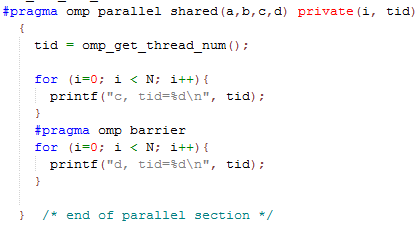 #pragma omp parallel shared(a,b,c,d) private(i, tid)
{
tid = omp_get_thread_num();
for (i=0; i < N; i++){
printf("c, tid=%d\n", tid);
}
#pragma omp barrier
for (i=0; i < N; i++){
printf("d, tid=%d\n", tid);
}
} /* end of parallel section */